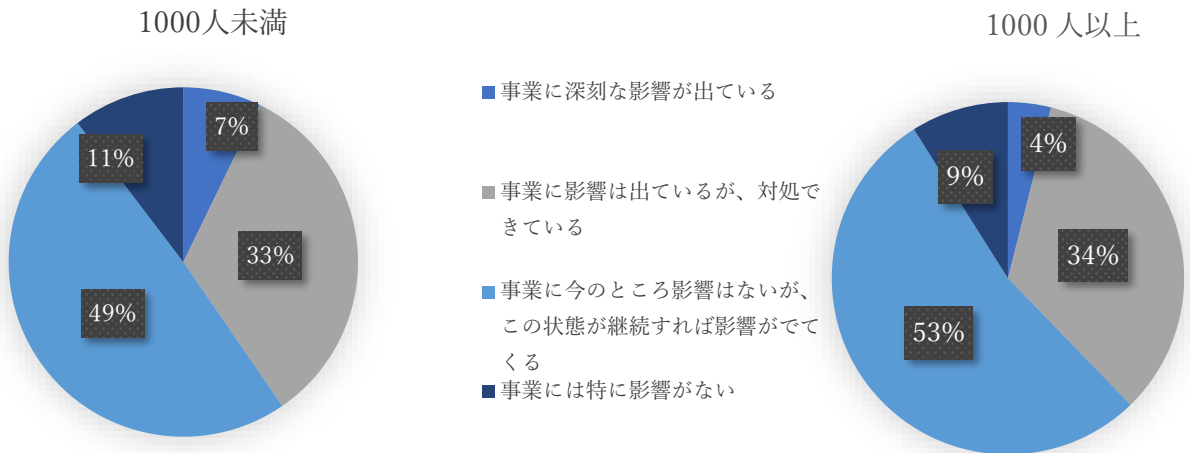 1000人未満
1000 人以上
7%
11%
33%
49%
事業に深刻な影響が出ている
事業に影響は出ているが、対処で
きている
事業に今のところ影響はないが、
この状態が継続すれば影響がでて
くる
事業には特に影響がない
4%
9%
34%
53%